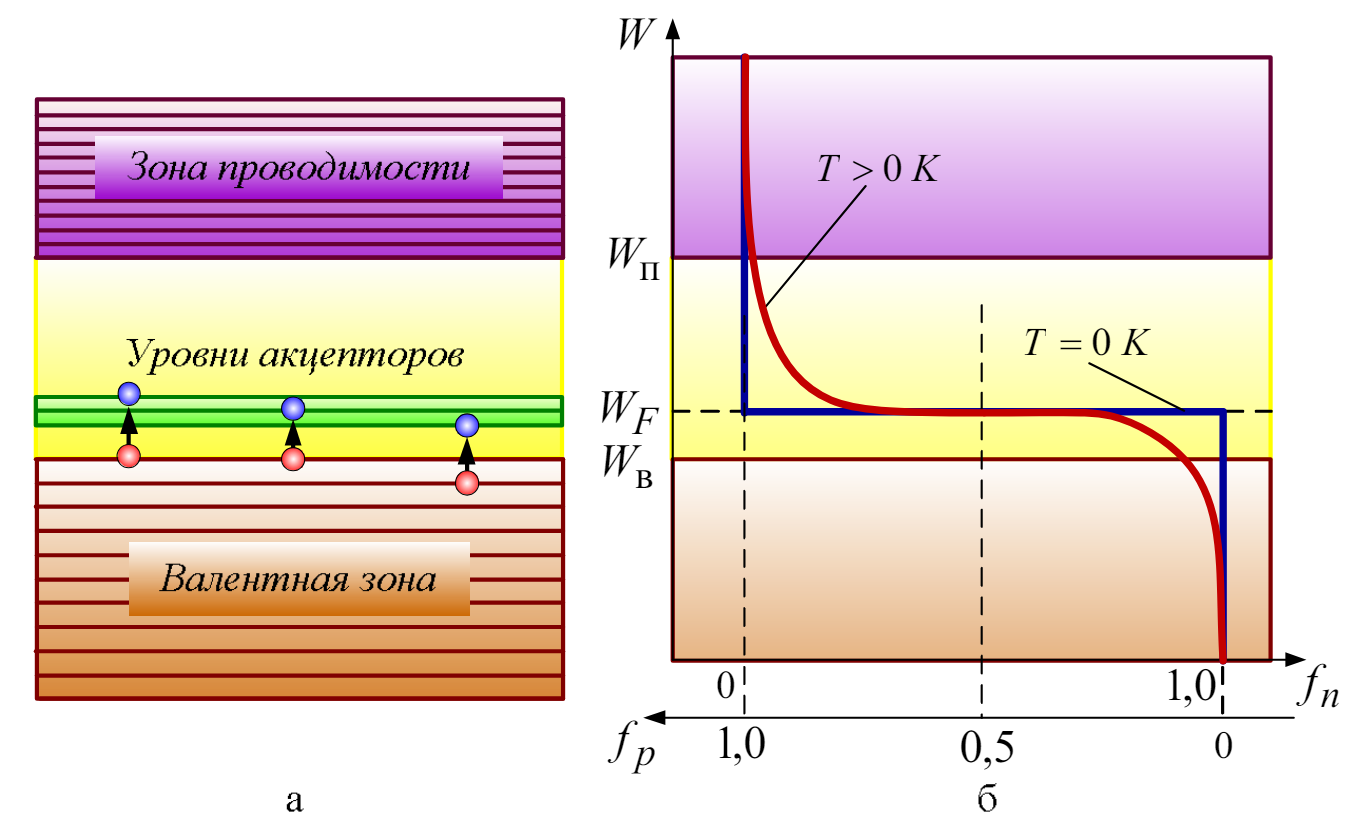 Зона проводимости
Уровни акцепторов
Валентная зона
а
W
T > 0 K
W_П
T = 0 K
W_F
W_В
0
1,0
f_n
f_p
1,0
0,5
0
б